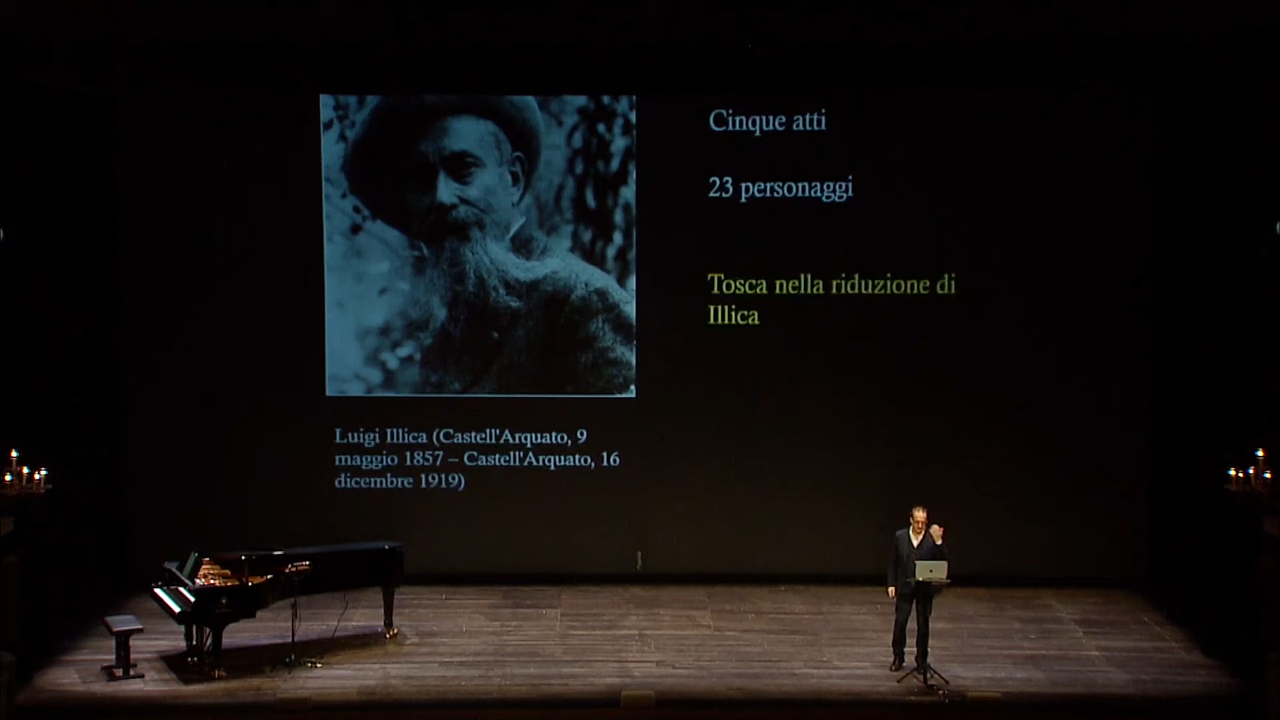 Cinque atti
23 personaggi
Tosca nella riduzione di
Illica
Luigi Illica (Castell'Arquato, 9
maggio 1857 – Castell'Arquato, 16
dicembre 1919)